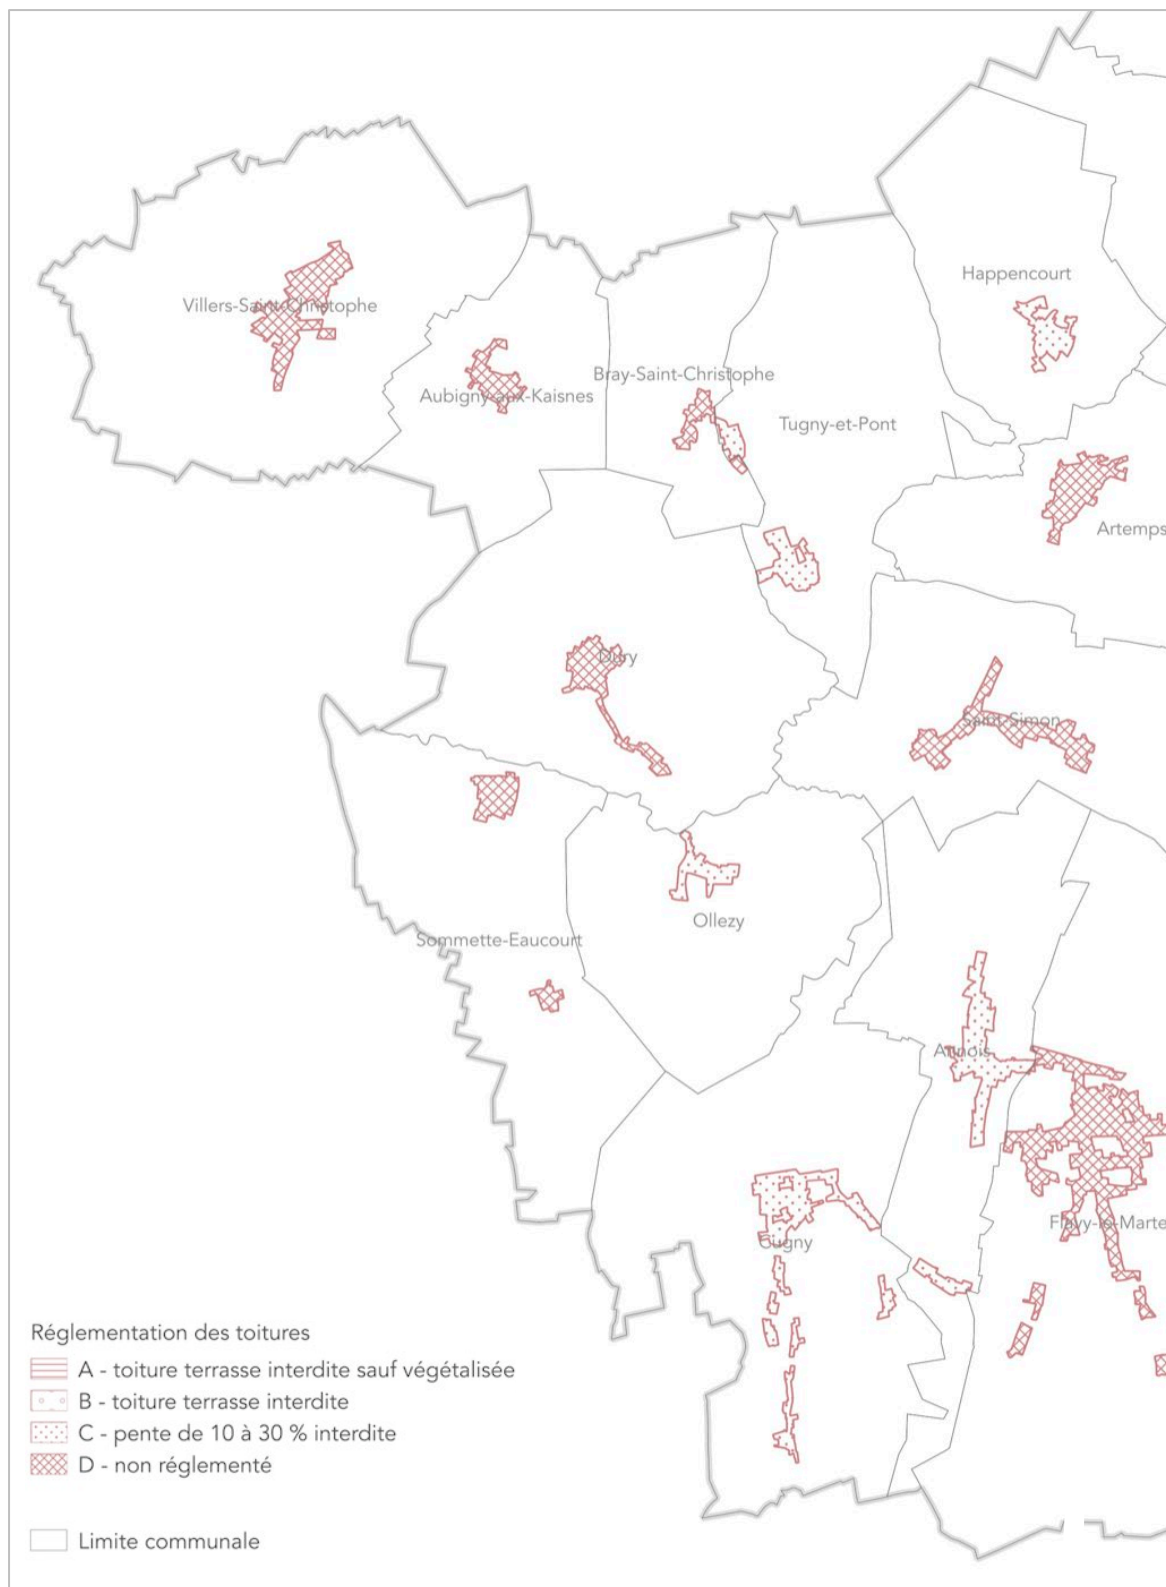 Happencourt
Villers-Saint-Christophe
Bray-Saint-Christophe
Aubigny-aux-Kaisnes
Tugny-et-Pont
Artemps
Dury
Saint-Simon
Ollezy
Sommette-Eaucourt
Annois
Flavy-le-Marte
Cugny
Réglementation des toitures
A - toiture terrasse interdite sauf végétalisée
B - toiture terrasse interdite
C - pente de 10 à 30 % interdite
D - non réglementé
Limite communale